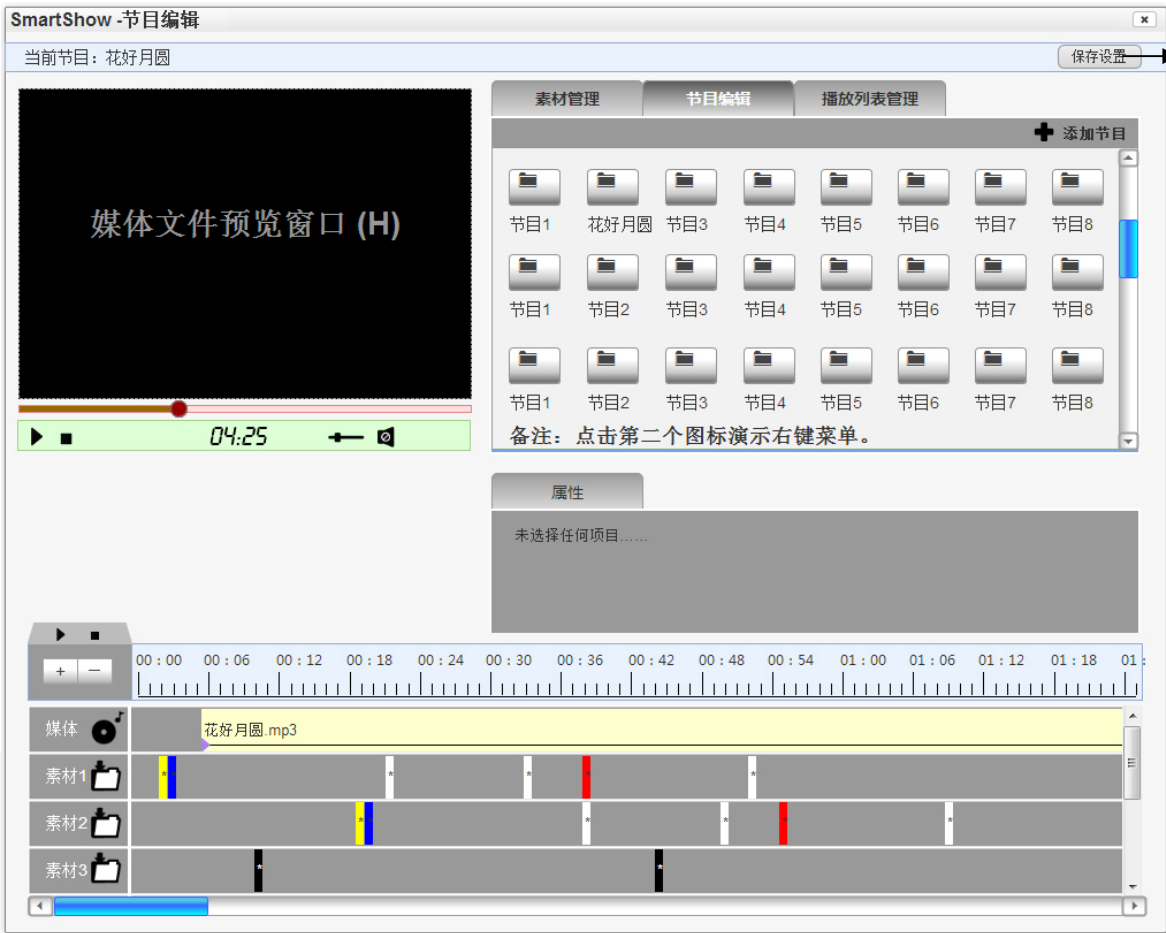 SmartShow -节目编辑
当前节目：花好月圆
保存设置
素材管理 节目编辑 播放列表管理
添加节目
媒体文件预览窗口 (H)
节目1 花好月圆 节目3 节目4 节目5 节目6 节目7 节目8
节目1 节目2 节目3 节目4 节目5 节目6 节目7 节目8
节目1 节目2 节目3 节目4 节目5 节目6 节目7 节目8
04:25
备注：点击第二个图标演示右键菜单。
属性
未选择任何项目......
00：00 00：06 00：12 00：18 00：24 00：30 00：36 00：42 00：48 00：54 01：00 01：06 01：12 01：18 01：
媒体 花好月圆.mp3
素材1 * * * * * *
素材2 * * * * *
素材3 * *